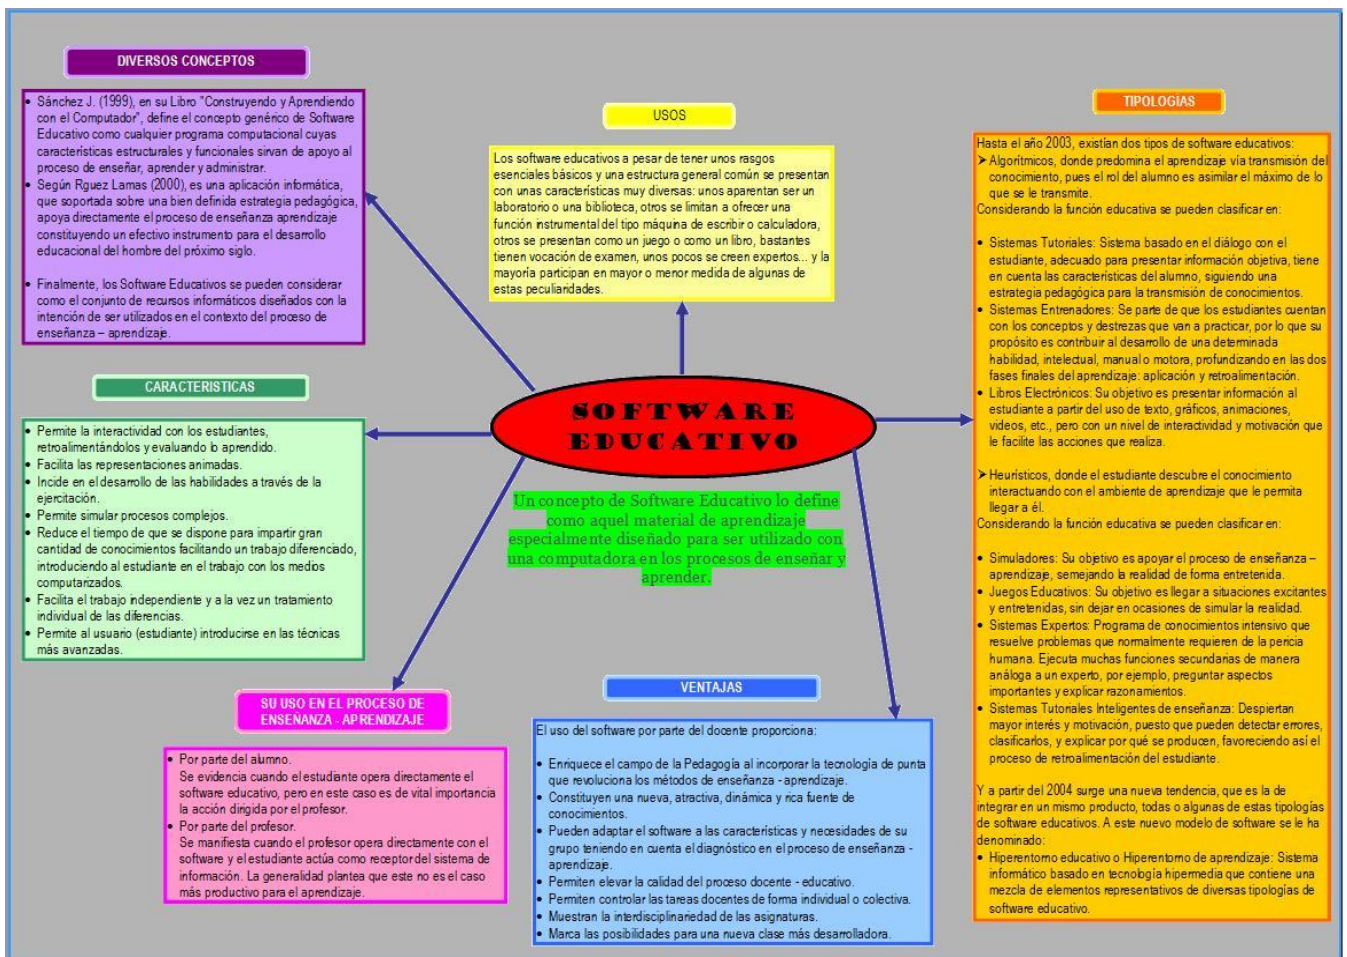 DIVERSOS CONCEPTOS
• Sánchez J. (1999), en su Libro "Construyendo y Aprendiendo
con el Computador", define el concepto genérico de Software
Educativo como cualquier programa computacional cuyas
características estructurales y funcionales sirvan de apoyo al
proceso de enseñar, aprender y administrar.
• Según Rguez Lamas (2000), es una aplicación informática,
que soportada sobre una bien definida estrategia pedagógica,
apoya directamente el proceso de enseñanza aprendizaje
constituyendo un efectivo instrumento para el desarrollo
educacional del hombre del próximo siglo.
• Finalmente, los Software Educativos se pueden considerar
como el conjunto de recursos informáticos diseñados con la
intención de ser utilizados en el contexto del proceso de
enseñanza – aprendizaje.
USOS
Los software educativos a pesar de tener unos rasgos
esenciales básicos y una estructura general común se presentan
con unas características muy diversas: unos aparentan ser un
laboratorio o una biblioteca, otros se limitan a ofrecer una
función instrumental del tipo máquina de escribir o calculadora,
otros se presentan como un juego o como un libro, bastantes
tienen vocación de examen, unos pocos se creen expertos... y la
mayoría participan en mayor o menor medida de algunas de
estas peculiaridades.
TIPOLOGÍAS
Hasta el año 2003, existían dos tipos de software educativos:
➢ Algorítmicos, donde predomina el aprendizaje vía transmisión del
conocimiento, pues el rol del alumno es asimilar el máximo de lo
que se le transmite.
Considerando la función educativa se pueden clasificar en:
• Sistemas Tutoriales: Sistema basado en el diálogo con el
estudiante, adecuado para presentar información objetiva, tiene
en cuenta las características del alumno, siguiendo una
estrategia pedagógica para la transmisión de conocimientos.
• Sistemas Entrenadores: Se parte de que los estudiantes cuentan
con los conceptos y destrezas que van a practicar, por lo que su
propósito es contribuir al desarrollo de una determinada
habilidad, intelectual, manual o motora, profundizando en las dos
fases finales del aprendizaje: aplicación y retroalimentación.
• Libros Electrónicos: Su objetivo es presentar información al
estudiante a partir del uso de texto, gráficos, animaciones,
videos, etc., pero con un nivel de interactividad y motivación que
le facilite las acciones que realiza.
➢ Heurísticos, donde el estudiante descubre el conocimiento
interactuando con el ambiente de aprendizaje que le permita
llegar a él.
Considerando la función educativa se pueden clasificar en:
• Simuladores: Su objetivo es apoyar el proceso de enseñanza –
aprendizaje, semejando la realidad de forma entretenida.
• Juegos Educativos: Su objetivo es llegar a situaciones excitantes
y entretenidas, sin dejar en ocasiones de simular la realidad.
• Sistemas Expertos: Programa de conocimientos intensivo que
resuelve problemas que normalmente requieren de la pericia
humana. Ejecuta muchas funciones secundarias de manera
análoga a un experto, por ejemplo, preguntar aspectos
importantes y explicar razonamientos.
• Sistemas Tutoriales Inteligentes de enseñanza: Despiertan
mayor interés y motivación, puesto que pueden detectar errores,
clasificarlos, y explicar por qué se producen, favoreciendo así el
proceso de retroalimentación del estudiante.
Y a partir del 2004 surge una nueva tendencia, que es la de
integrar en un mismo producto, todas o algunas de estas tipologías
de software educativos. A este nuevo modelo de software se le ha
denominado:
• Hiperentorno educativo o Hiperentorno de aprendizaje: Sistema
informático basado en tecnología hipermedia que contiene una
mezcla de elementos representativos de diversas tipologías de
software educativo.
CARACTERISTICAS
• Permite la interactividad con los estudiantes,
retroalimentándolos y evaluando lo aprendido.
• Facilita las representaciones animadas.
• Incide en el desarrollo de las habilidades a través de la
ejercitación.
• Permite simular procesos complejos.
• Reduce el tiempo de que se dispone para impartir gran
cantidad de conocimientos facilitando un trabajo diferenciado,
introduciendo al estudiante en el trabajo con los medios
computarizados.
• Facilita el trabajo independiente y a la vez un tratamiento
individual de las diferencias.
• Permite al usuario (estudiante) introducirse en las técnicas
más avanzadas.
SOFTWARE
EDUCATIVO
Un concepto de Software Educativo lo define
como aquel material de aprendizaje
especialmente diseñado para ser utilizado con
una computadora en los procesos de enseñar y
aprender.
SU USO EN EL PROCESO DE
ENSEÑANZA - APRENDIZAJE
• Por parte del alumno.
Se evidencia cuando el estudiante opera directamente el
software educativo, pero en este caso es de vital importancia
la acción dirigida por el profesor.
• Por parte del profesor.
Se manifiesta cuando el profesor opera directamente con el
software y el estudiante actúa como receptor del sistema de
información. La generalidad plantea que este no es el caso
más productivo para el aprendizaje.
VENTAJAS
El uso del software por parte del docente proporciona:
• Enriquece el campo de la Pedagogía al incorporar la tecnología de punta
que revoluciona los métodos de enseñanza - aprendizaje.
• Constituyen una nueva, atractiva, dinámica y rica fuente de
conocimientos.
• Pueden adaptar el software a las características y necesidades de su
grupo teniendo en cuenta el diagnóstico en el proceso de enseñanza -
aprendizaje.
• Permiten elevar la calidad del proceso docente - educativo.
• Permiten controlar las tareas docentes de forma individual o colectiva.
• Muestran la interdisciplinariedad de las asignaturas.
• Marca las posibilidades para una nueva clase más desarrolladora.